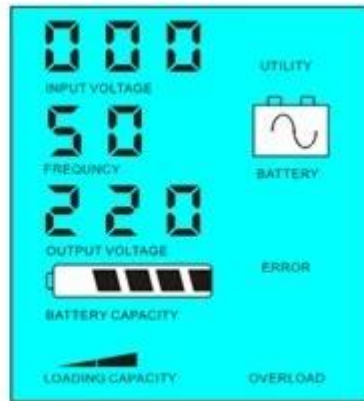 000
UTILITY
INPUT VOLTAGE
50
FREQUNCY
BATTERY
220
OUTPUT VOLTAGE
ERROR
BATTERY CAPACITY
LOADING CAPACITY
OVERLOAD